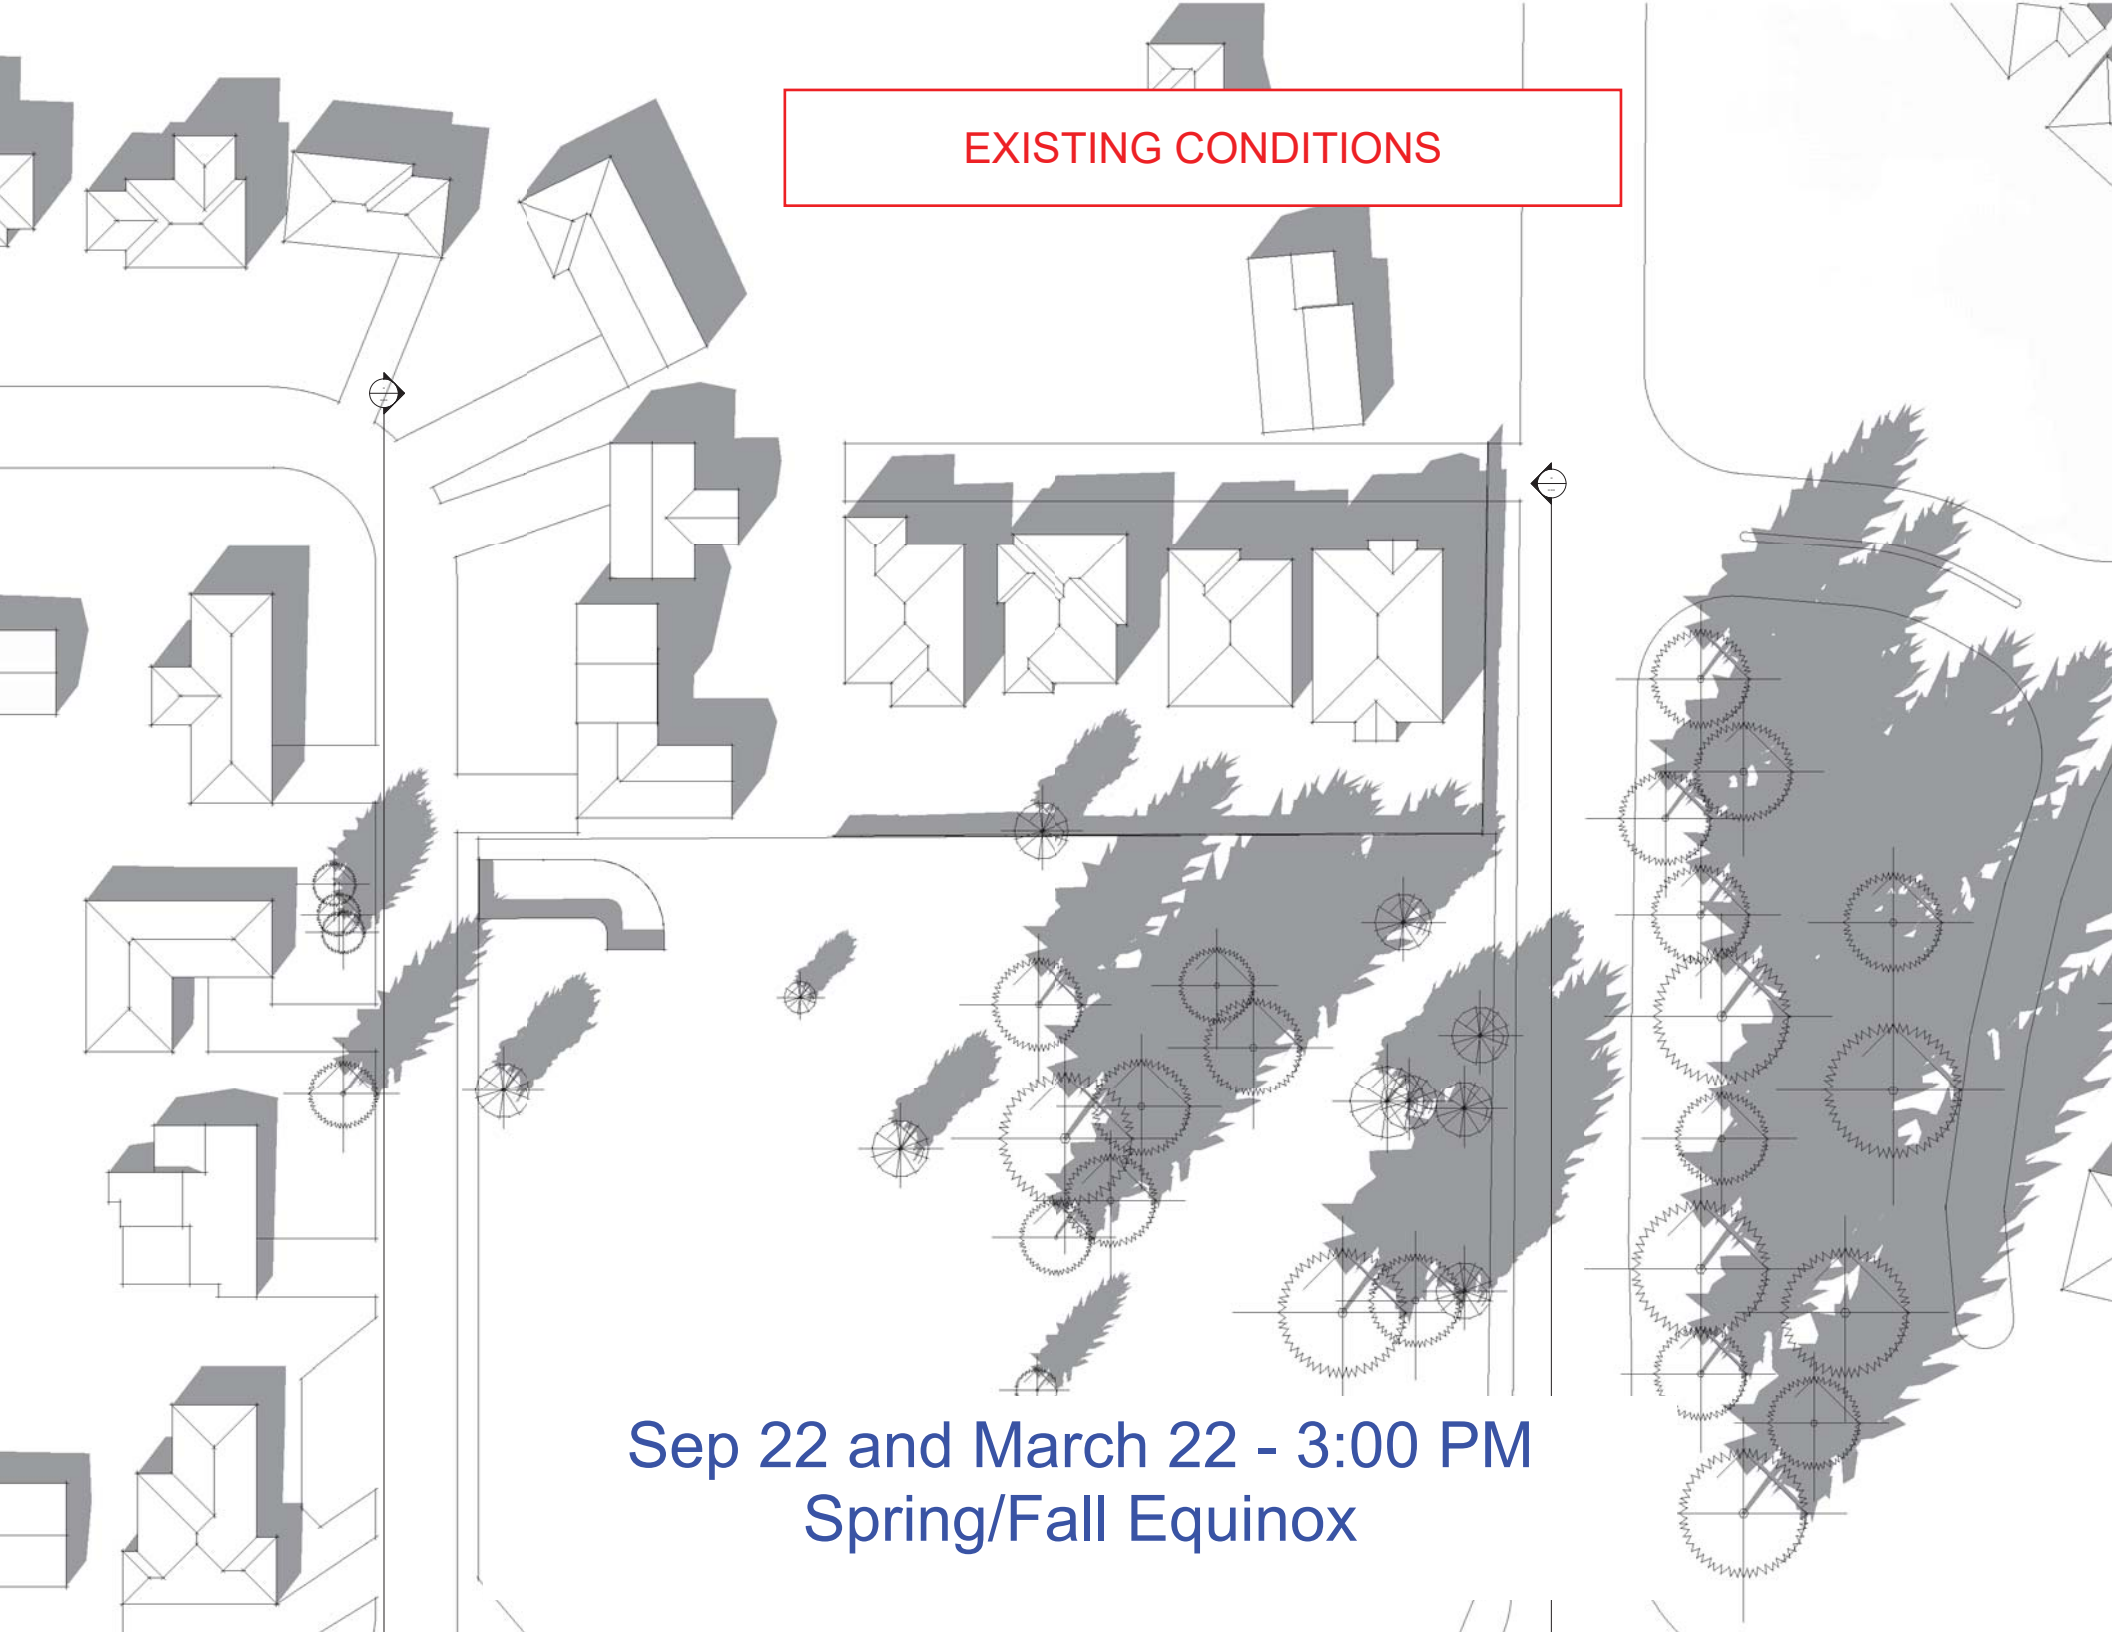 EXISTING CONDITIONS
Sep 22 and March 22 - 3:00 PM
Spring/Fall Equinox